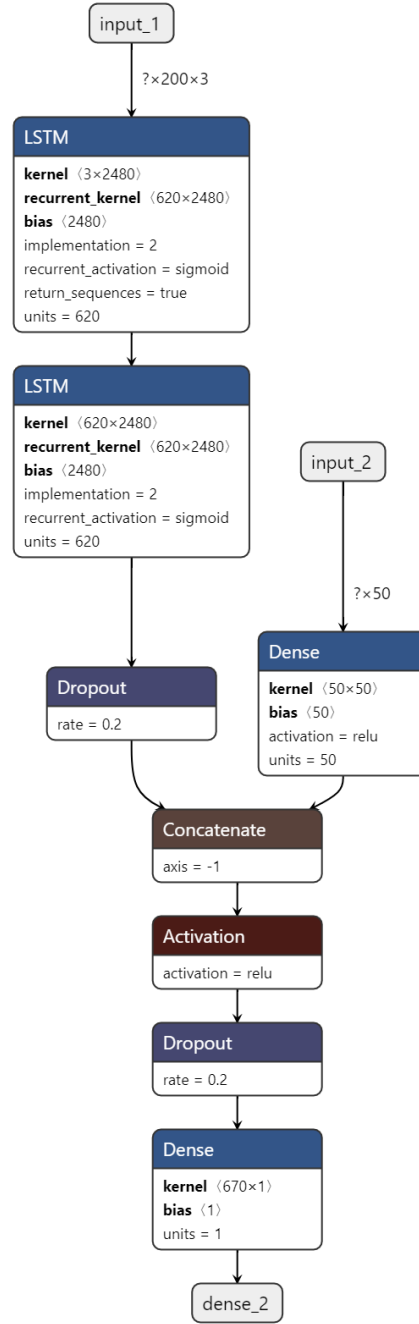 input_1
?×200×3
LSTM
kernel 〈3×2480〉
recurrent_kernel 〈620×2480〉
bias 〈2480〉
implementation = 2
recurrent_activation = sigmoid
return_sequences = true
units = 620
LSTM
kernel 〈620×2480〉
recurrent_kernel 〈620×2480〉
bias 〈2480〉
implementation = 2
recurrent_activation = sigmoid
units = 620
input_2
?×50
Dense
kernel 〈50×50〉
bias 〈50〉
activation = relu
units = 50
Dropout
rate = 0.2
Concatenate
axis = -1
Activation
activation = relu
Dropout
rate = 0.2
Dense
kernel 〈670×1〉
bias 〈1〉
units = 1
dense_2